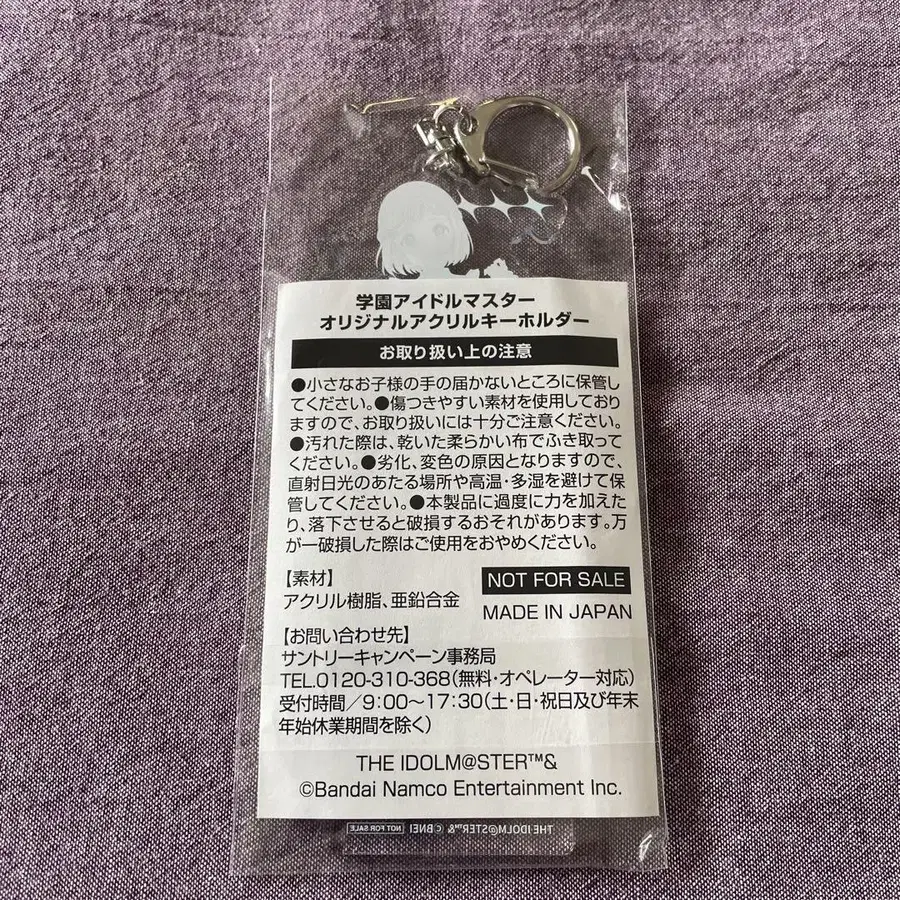 学園アイドルマスター
オリジナルアクリルキーホルダー
お取り扱い上の注意
●小さなお子様の手の届かないところに保管し
てください。●傷つきやすい素材を使用しており
ますので、お取り扱いには十分ご注意ください。
●汚れた際は、乾いた柔らかい布でふき取って
ください。●劣化、変色の原因となりますので、
直射日光のあたる場所や高温・多湿を避けて保
管してください。●本製品に過度に力を加えた
り、落下させると破損するおそれがあります。万
が一破損した際はご使用をおやめください。
【素材】
アクリル樹脂、亜鉛合金
NOT FOR SALE
MADE IN JAPAN
【お問い合わせ先】
サントリーキャンペーン事務局
TEL.0120-310-368(無料・オペレーター対応)
受付時間/9:00〜17:30(土・日・祝日及び年末
年始休業期間を除く)
THE IDOLM@STER™&
©Bandai Namco Entertainment Inc.
THE IDOLM@STER™& ©BNEI NOT FOR SALE